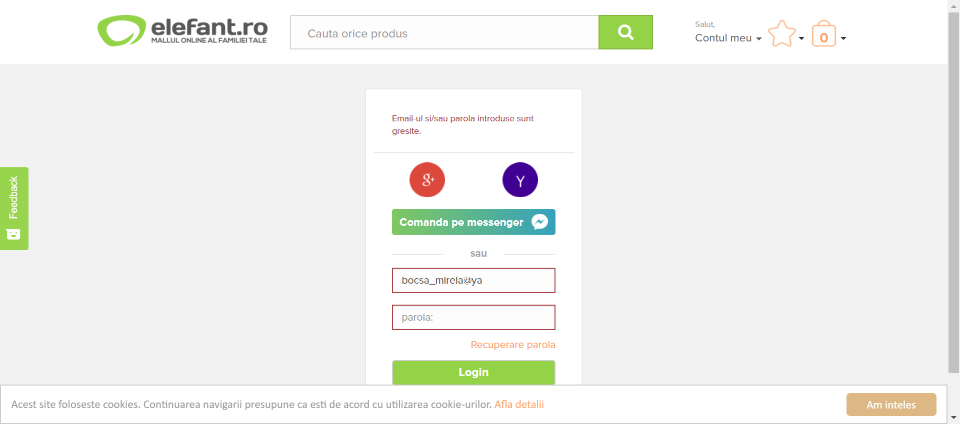 elefant.ro
MALLUL ONLINE AL FAMILIEI TALE
Cauta orice produs
Salut,
Contul meu
0
Email-ul si/sau parola introduse sunt
gresite.
g+
Y
Comanda pe messenger
sau
bocsa_mirela@ya
parola:
Recuperare parola
Login
Feedback
Acest site foloseste cookies. Continuarea navigarii presupune ca esti de acord cu utilizarea cookie-urilor. Afla detalii
Am inteles